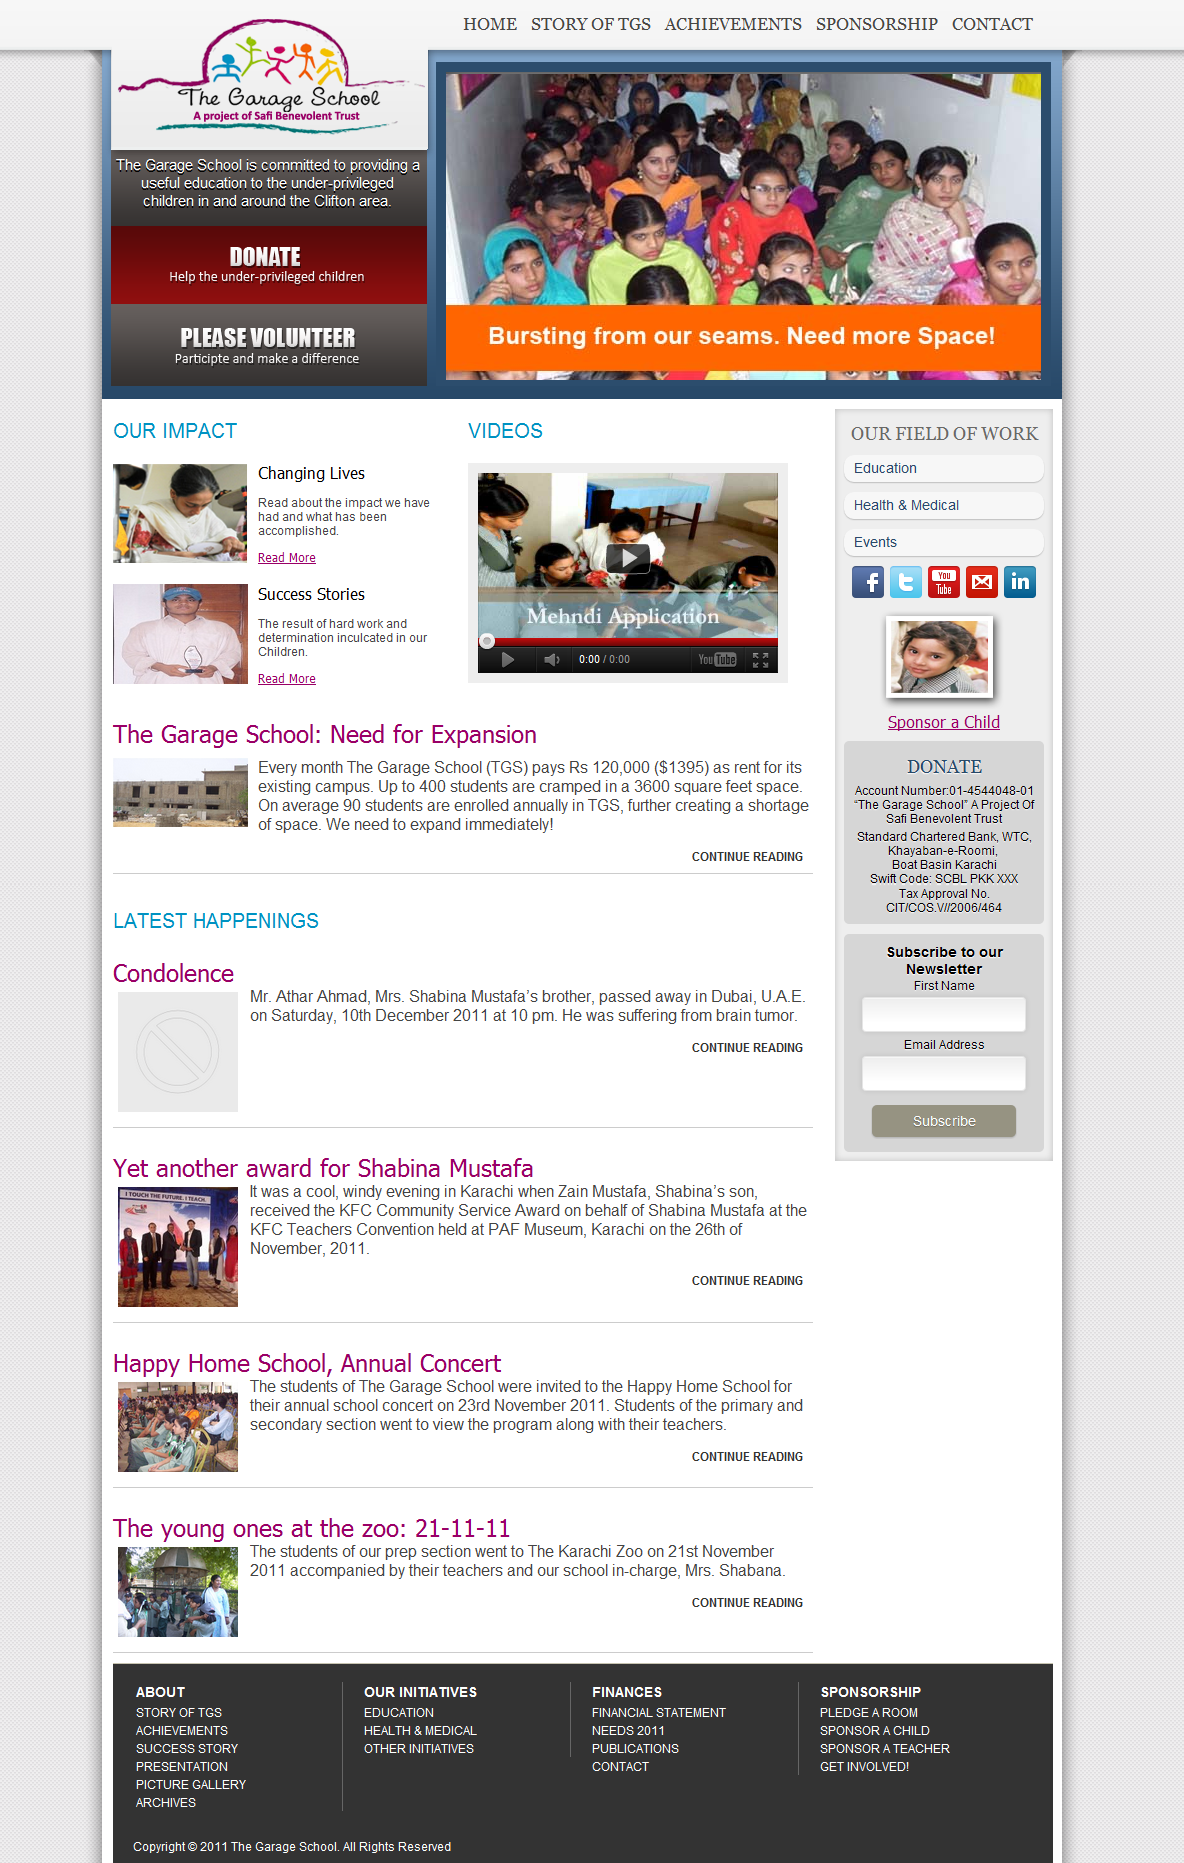 HOME STORY OF TGS ACHIEVEMENTS SPONSORSHIP CONTACT
The Garage School
A project of Safi Benevolent Trust
The Garage School is committed to providing a
useful education to the under-privileged
children in and around the Clifton area.
DONATE
Help the under-privileged children
PLEASE VOLUNTEER
Participte and make a difference
Bursting from our seams. Need more Space!
OUR IMPACT
Changing Lives
Read about the impact we have
had and what has been
accomplished.
Read More
Success Stories
The result of hard work and
determination inculcated in our
Children.
Read More
VIDEOS
Mehndi Application
0:00 / 0:00
YouTube
OUR FIELD OF WORK
Education
Health & Medical
Events
f
t
You
Tube
in
Sponsor a Child
DONATE
Account Number:01-4544048-01
“The Garage School” A Project Of
Safi Benevolent Trust
Standard Chartered Bank, WTC,
Khayaban-e-Roomi,
Boat Basin Karachi
Swift Code: SCBL PKK XXX
Tax Approval No.
CIT/COS.V//2006/464
Subscribe to our
Newsletter
First Name
Email Address
Subscribe
The Garage School: Need for Expansion
Every month The Garage School (TGS) pays Rs 120,000 ($1395) as rent for its
existing campus. Up to 400 students are cramped in a 3600 square feet space.
On average 90 students are enrolled annually in TGS, further creating a shortage
of space. We need to expand immediately!
CONTINUE READING
LATEST HAPPENINGS
Condolence
Mr. Athar Ahmad, Mrs. Shabina Mustafa’s brother, passed away in Dubai, U.A.E.
on Saturday, 10th December 2011 at 10 pm. He was suffering from brain tumor.
CONTINUE READING
Yet another award for Shabina Mustafa
I TOUCH THE FUTURE. I TEACH.
It was a cool, windy evening in Karachi when Zain Mustafa, Shabina’s son,
received the KFC Community Service Award on behalf of Shabina Mustafa at the
KFC Teachers Convention held at PAF Museum, Karachi on the 26th of
November, 2011.
CONTINUE READING
Happy Home School, Annual Concert
The students of The Garage School were invited to the Happy Home School for
their annual school concert on 23rd November 2011. Students of the primary and
secondary section went to view the program along with their teachers.
CONTINUE READING
The young ones at the zoo: 21-11-11
The students of our prep section went to The Karachi Zoo on 21st November
2011 accompanied by their teachers and our school in-charge, Mrs. Shabana.
CONTINUE READING
ABOUT
STORY OF TGS
ACHIEVEMENTS
SUCCESS STORY
PRESENTATION
PICTURE GALLERY
ARCHIVES
OUR INITIATIVES
EDUCATION
HEALTH & MEDICAL
OTHER INITIATIVES
FINANCES
FINANCIAL STATEMENT
NEEDS 2011
PUBLICATIONS
CONTACT
SPONSORSHIP
PLEDGE A ROOM
SPONSOR A CHILD
SPONSOR A TEACHER
GET INVOLVED!
Copyright © 2011 The Garage School. All Rights Reserved